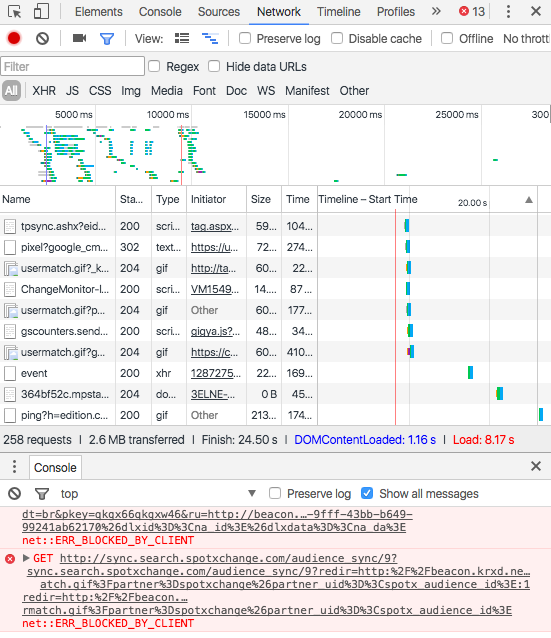 Elements Console Sources Network Timeline Profiles 13
View: Preserve log Disable cache Offline No thrott
Filter Regex Hide data URLs
All XHR JS CSS Img Media Font Doc WS Manifest Other
5000 ms 10000 ms 15000 ms 20000 ms 25000 ms 300
Name Sta... Type Initiator Size Time Timeline – Start Time 20.00 s
tpsync.ashx?eid... 200 scri... tag.aspx... 59... 104...
pixel?google_cm... 302 text... https://u... 72... 274...
usermatch.gif?_k... 204 gif http://ta... 60... 22...
ChangeMonitor-l... 200 scri... VM1549... 14.... 87...
usermatch.gif?p... 204 gif Other 60... 177...
gscounters.send... 200 scri... gigya.js?... 48... 34...
usermatch.gif?g... 204 gif https://c... 60... 410...
event 200 xhr 1287275... 22... 169...
364bf52c.mpsta... 204 do... 3ELNE-... 0 B 45...
ping?h=edition.c... 200 gif Other 213... 174...
258 requests | 2.6 MB transferred | Finish: 24.50 s | DOMContentLoaded: 1.16 s | Load: 8.17 s
Console
top Preserve log Show all messages
dt=br&pkey=gkgx66gkgxw46&ru=http://beacon.…-9fff-43bb-b649-
99241ab62170%26dlxid%3D%3Cna_id%3E%26dlxdata%3D%3Cna_da%3E
net::ERR_BLOCKED_BY_CLIENT
GET http://sync.search.spotxchange.com/audience_sync/9?
sync.search.spotxchange.com/audience_sync/9?redir=http:%2F%2Fbeacon.krxd.ne…
atch.gif%3Fpartner%3Dspotxchange%26partner_uid%3D%3Cspotx_audience_id%3E:1
redir=http:%2F%2Fbeacon.…
rmatch.gif%3Fpartner%3Dspotxchange%26partner_uid%3D%3Cspotx_audience_id%3E
net::ERR_BLOCKED_BY_CLIENT